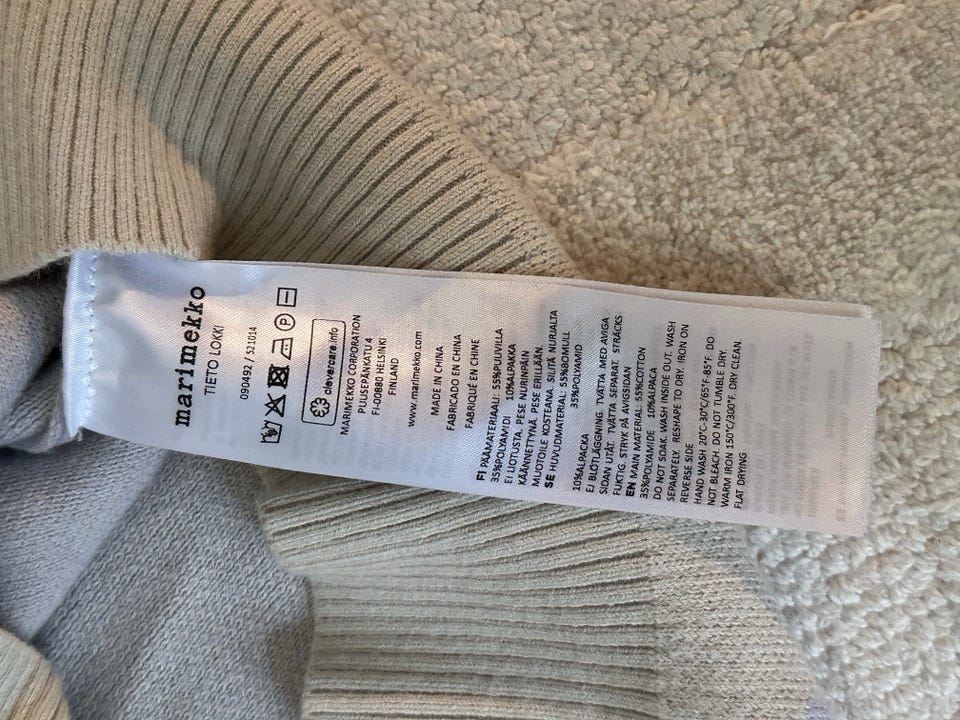 marimekko
TIETO LOKKI
090492 / S21014
clevercare.info
MARIMEKKO CORPORATION
PUUSEPÄNKATU 4
FI-00880 HELSINKI
FINLAND
www.marimekko.com
MADE IN CHINA
FABRICADO EN CHINA
FABRIQUÉ EN CHINE
FI PÄÄMATERIAALI: 55%PUUVILLA
35%POLYAMIDI 10%ALPAKKA
EI LIOTUSTA. PESE NURINPÄIN
KÄÄNNETTYNÄ. PESE ERILLÄÄN.
MUOTOILE KOSTEANA. SILITÄ NURJALTA
SE HUVUDMATERIAL: 55%BOMULL
35%POLYAMID
10%ALPACKA
EJ BLÖTLÄGGNING. TVÄTTA MED AVIGA
SIDAN UTÅT. TVÄTTA SEPARAT. STRÄCKS
FUKTIG. STRYK PÅ AVIGSIDAN
EN MAIN MATERIAL: 55%COTTON
35%POLYAMIDE 10%ALPACA
DO NOT SOAK. WASH INSIDE OUT. WASH
SEPARATELY. RESHAPE TO DRY. IRON ON
REVERSE SIDE
HAND WASH 20°C-30°C/65°F-85°F. DO
NOT BLEACH. DO NOT TUMBLE DRY.
WARM IRON 150°C/300°F. DRY CLEAN.
FLAT DRYING